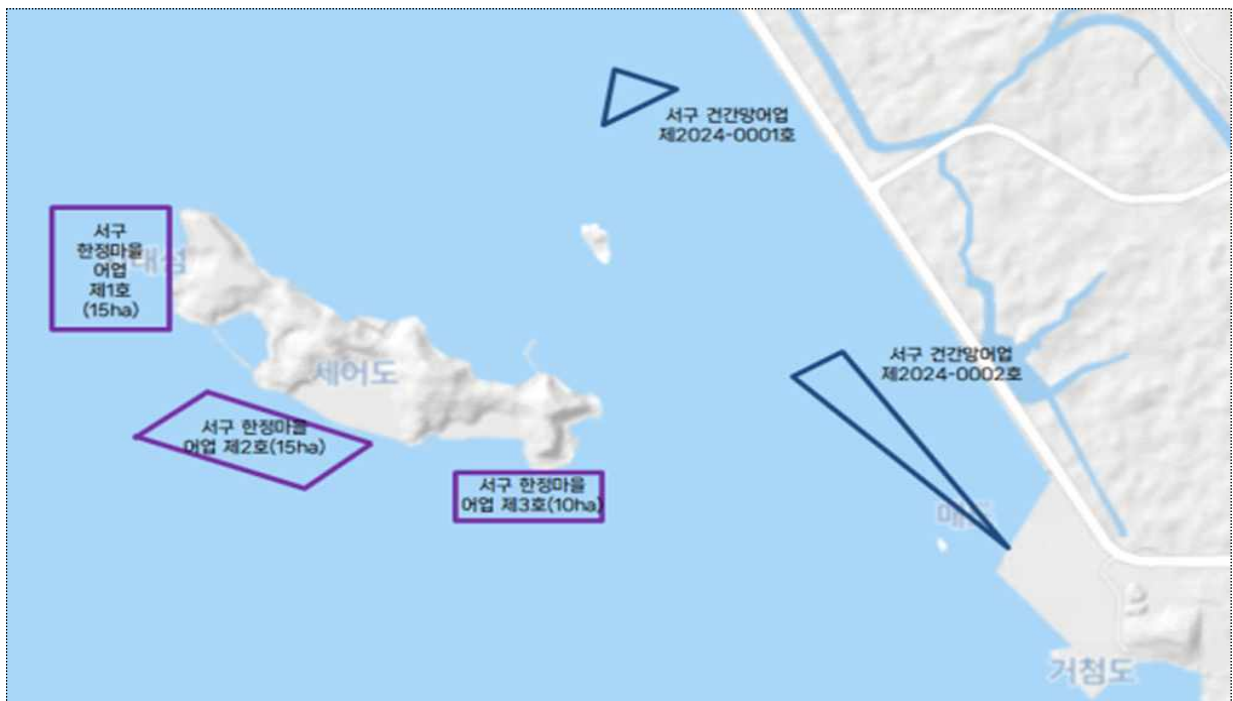 서구 건간망어업
제2024-0001호
서구
한정마을
어업
대섬
제1호
(15ha)
세어도
서구 건간망어업
제2024-0002호
서구 한정마을
어업 제2호(15ha)
서구 한정마을
어업 제3호(10ha)
거첨도